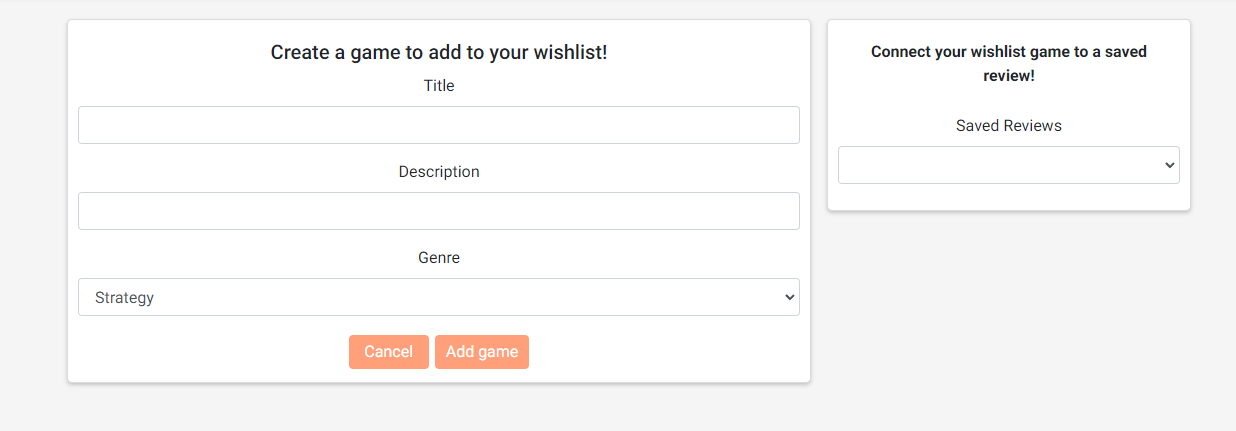 Create a game to add to your wishlist!
Title
Description
Genre
Strategy
Cancel Add game
Connect your wishlist game to a saved
review!
Saved Reviews